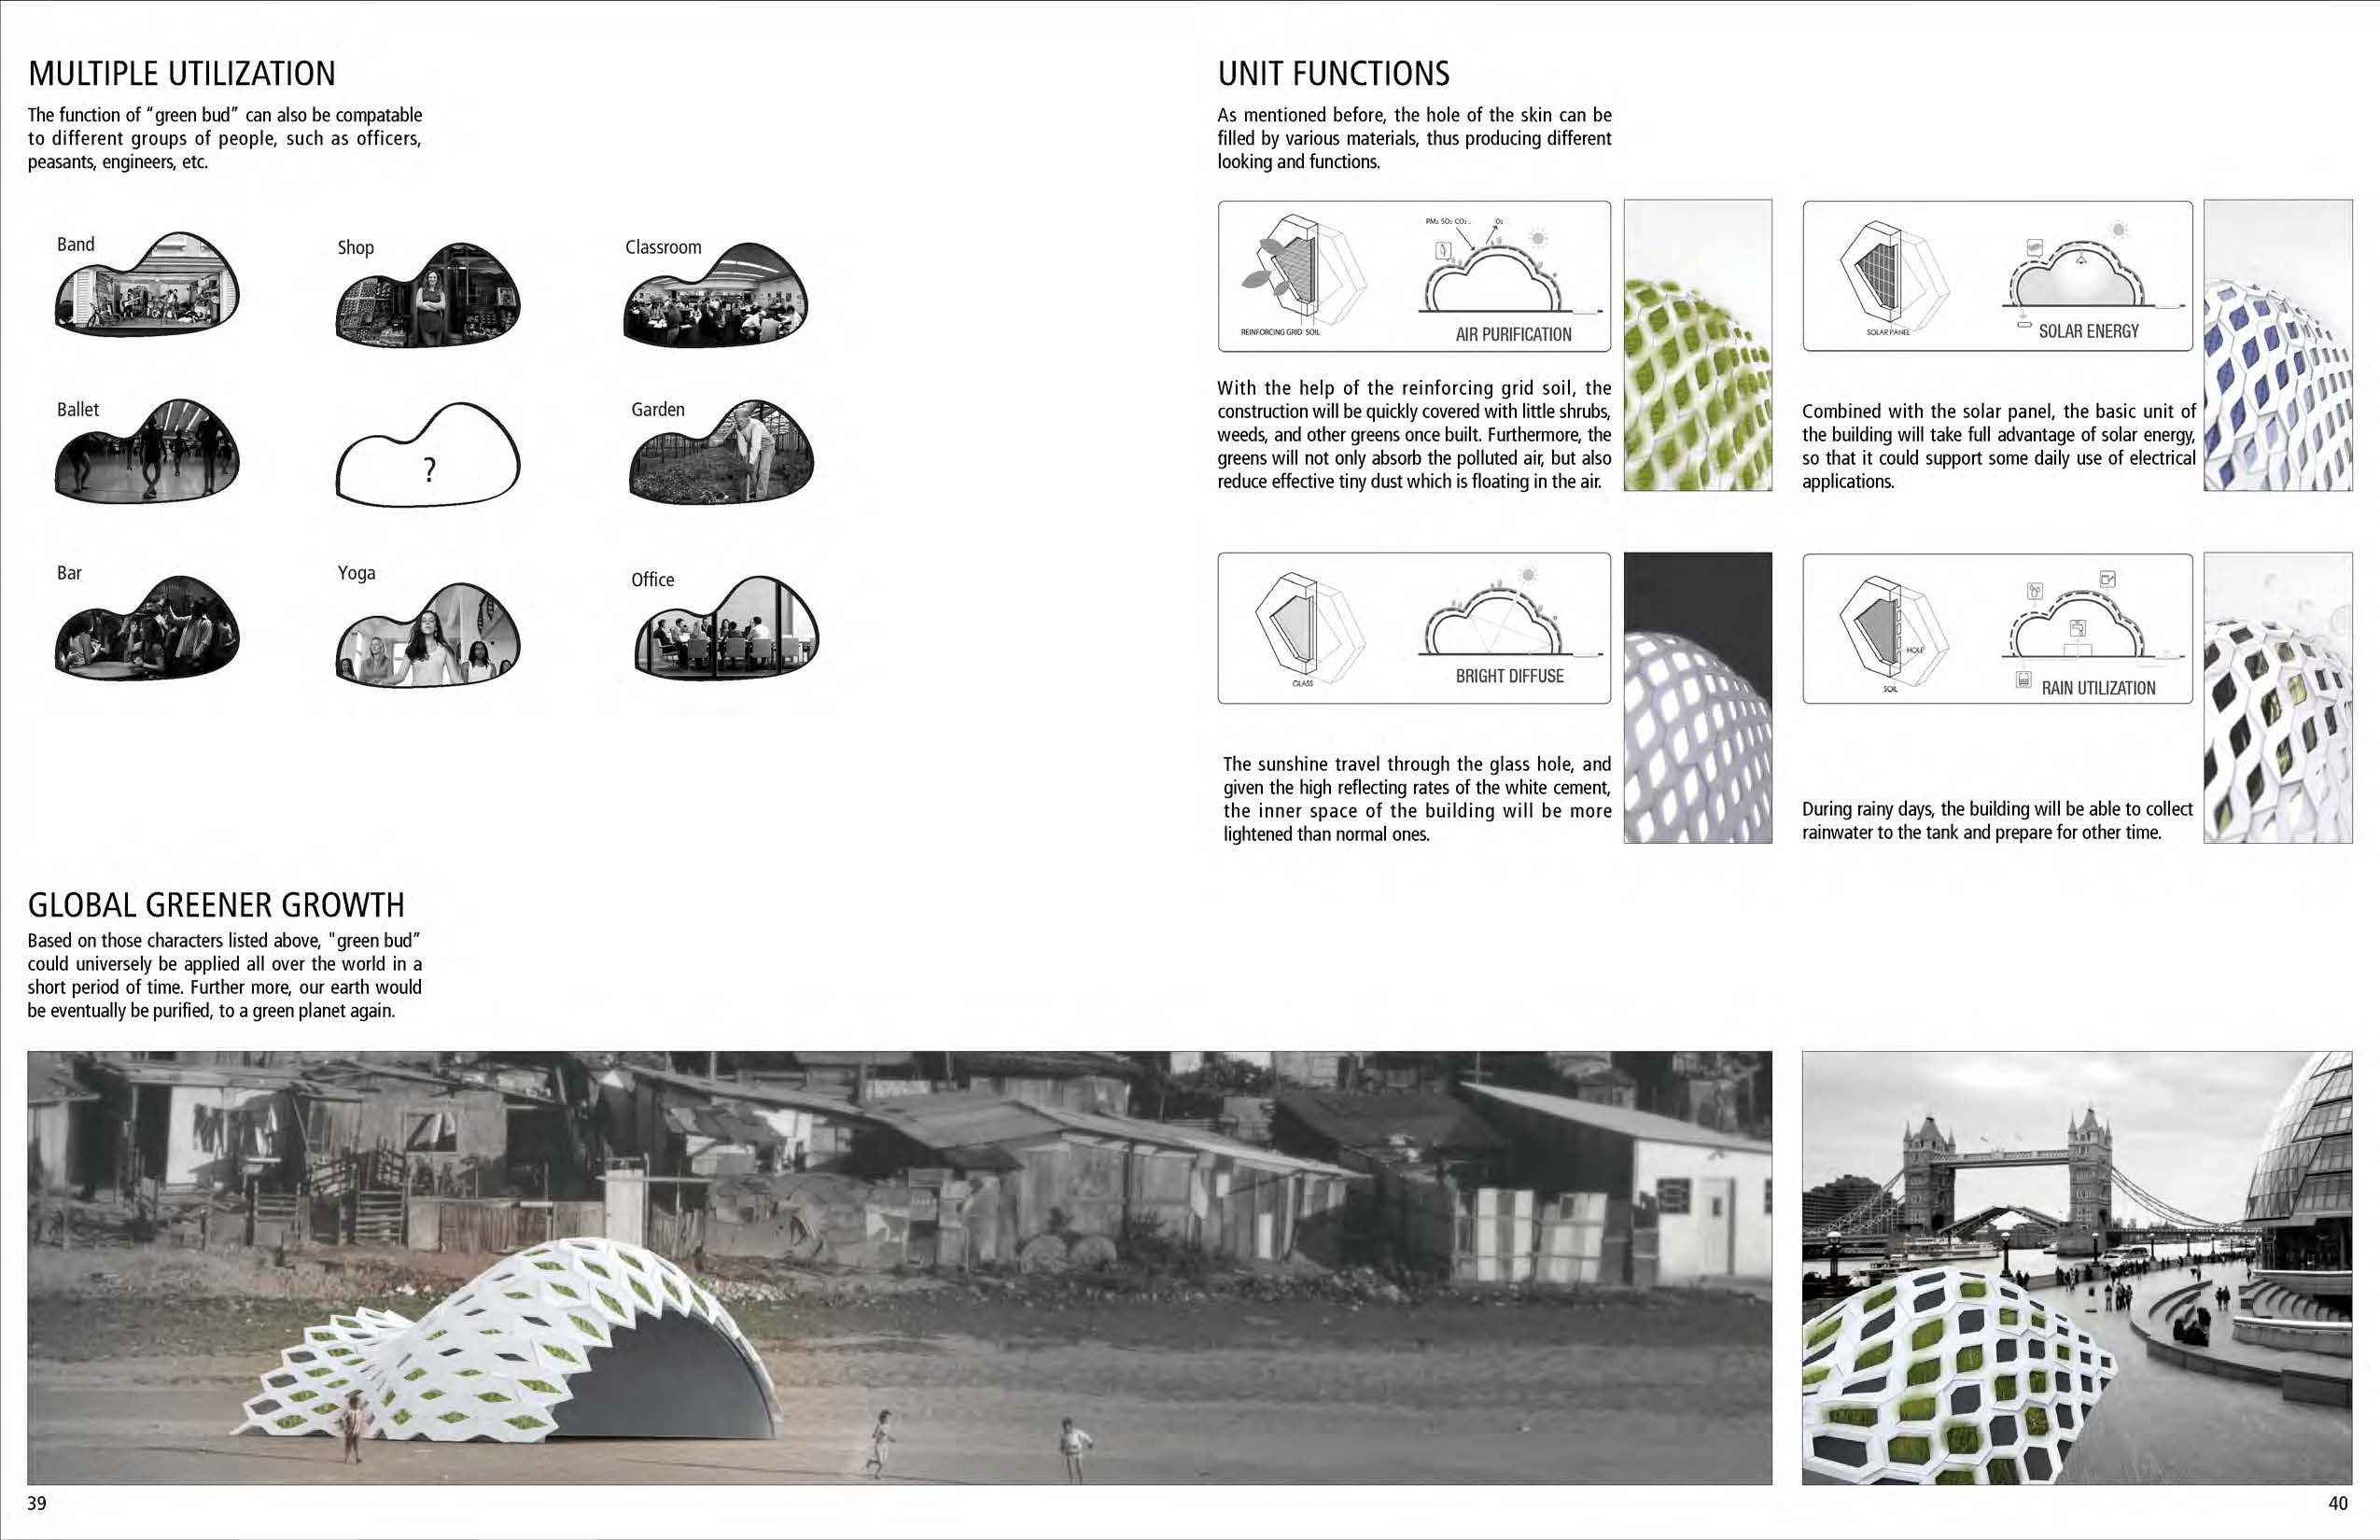 MULTIPLE UTILIZATION
The function of “green bud” can also be compatable
to different groups of people, such as officers,
peasants, engineers, etc.
Band
Shop
Classroom
Ballet
?
Garden
Bar
Yoga
Office
GLOBAL GREENER GROWTH
Based on those characters listed above, "green bud”
could universely be applied all over the world in a
short period of time. Further more, our earth would
be eventually be purified, to a green planet again.
39
UNIT FUNCTIONS
As mentioned before, the hole of the skin can be
filled by various materials, thus producing different
looking and functions.
PM₂ SO₂ CO₂ ..
O₂
REINFORCING GRID SOIL
AIR PURIFICATION
With the help of the reinforcing grid soil, the
construction will be quickly covered with little shrubs,
weeds, and other greens once built. Furthermore, the
greens will not only absorb the polluted air, but also
reduce effective tiny dust which is floating in the air.
SOLAR PANEL
SOLAR ENERGY
Combined with the solar panel, the basic unit of
the building will take full advantage of solar energy,
so that it could support some daily use of electrical
applications.
GLASS
BRIGHT DIFFUSE
The sunshine travel through the glass hole, and
given the high reflecting rates of the white cement,
the inner space of the building will be more
lightened than normal ones.
HOLE
SOIL
RAIN UTILIZATION
During rainy days, the building will be able to collect
rainwater to the tank and prepare for other time.
40